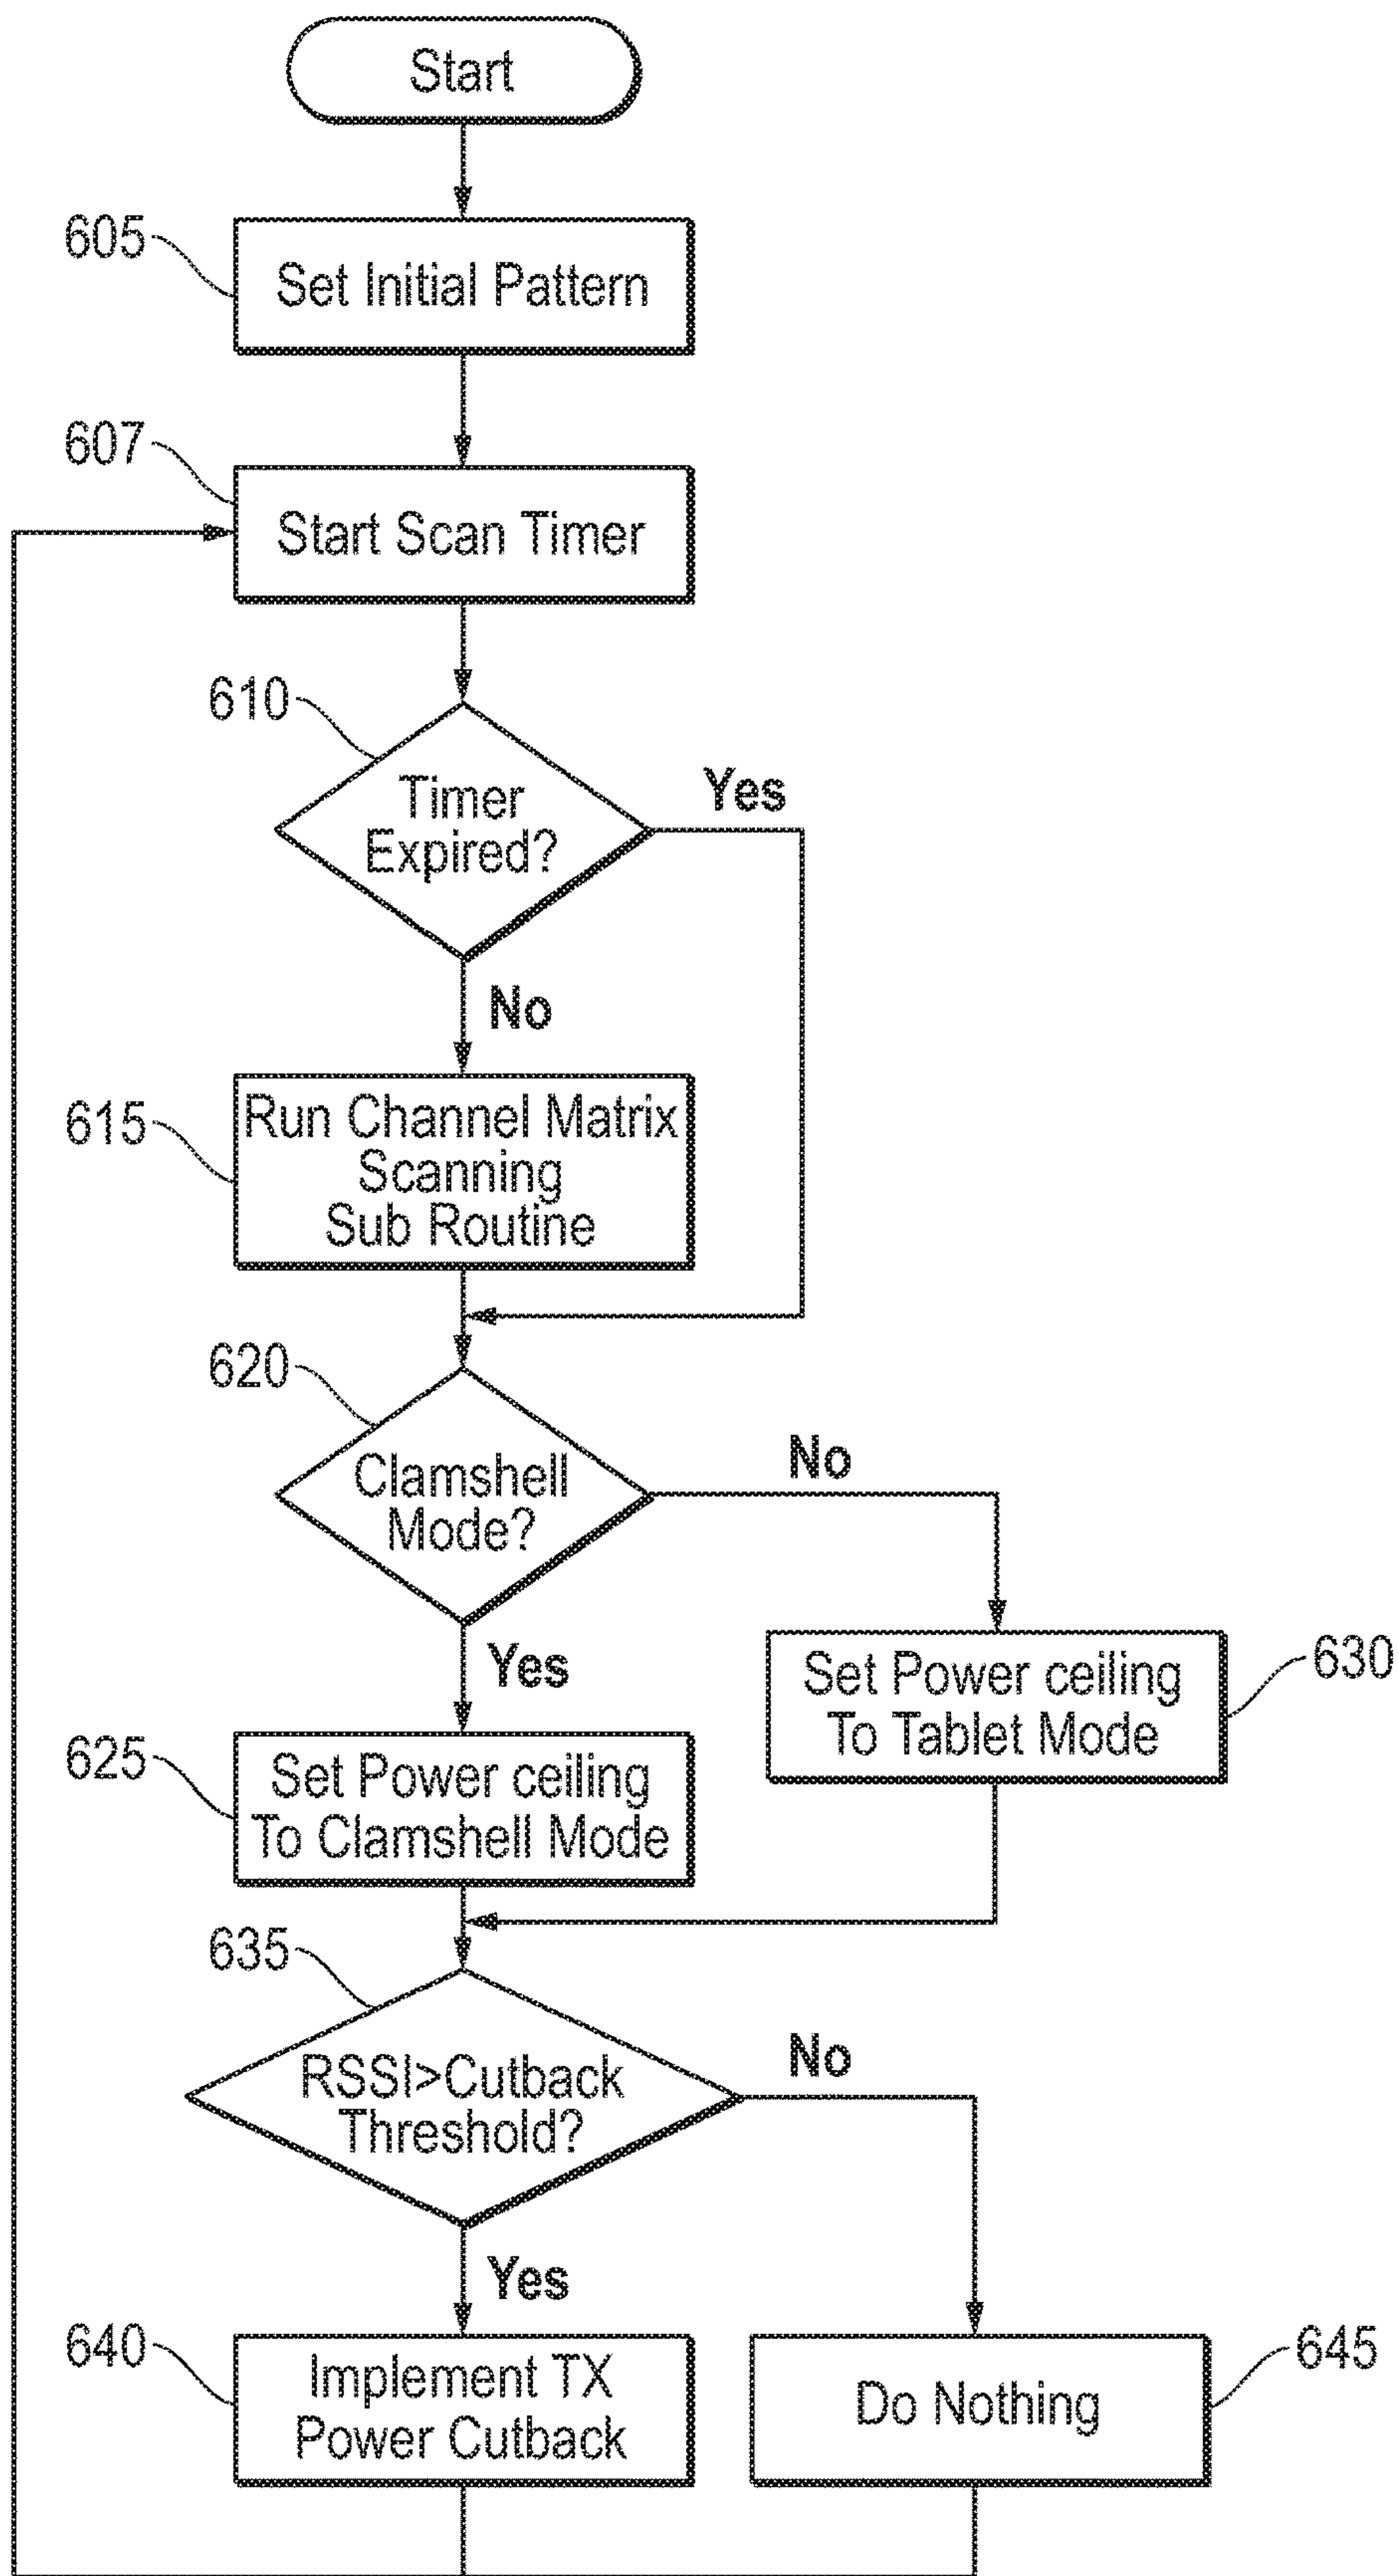 Start
605
Set Initial Pattern
607
Start Scan Timer
610
Timer
Expired?
Yes
No
615
Run Channel Matrix
Scanning
Sub Routine
620
Clamshell
Mode?
No
Yes
630
Set Power ceiling
To Tablet Mode
625
Set Power ceiling
To Clamshell Mode
635
RSSI>Cutback
Threshold?
No
Yes
640
Implement TX
Power Cutback
645
Do Nothing